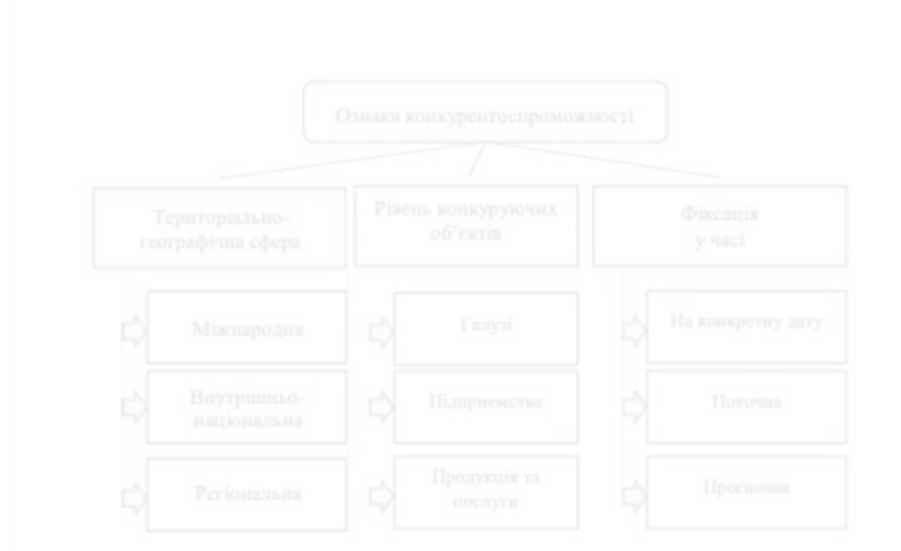 Ознаки конкурентоспроможності
Територіально-
географічна сфера
Рівень конкуруючих
об’єктів
Фіксація
у часі
Міжнародна
Галузі
На конкретну дату
Внутрішньо-
національна
Підприємства
Поточна
Регіональна
Продукція та
послуги
Прогнозна